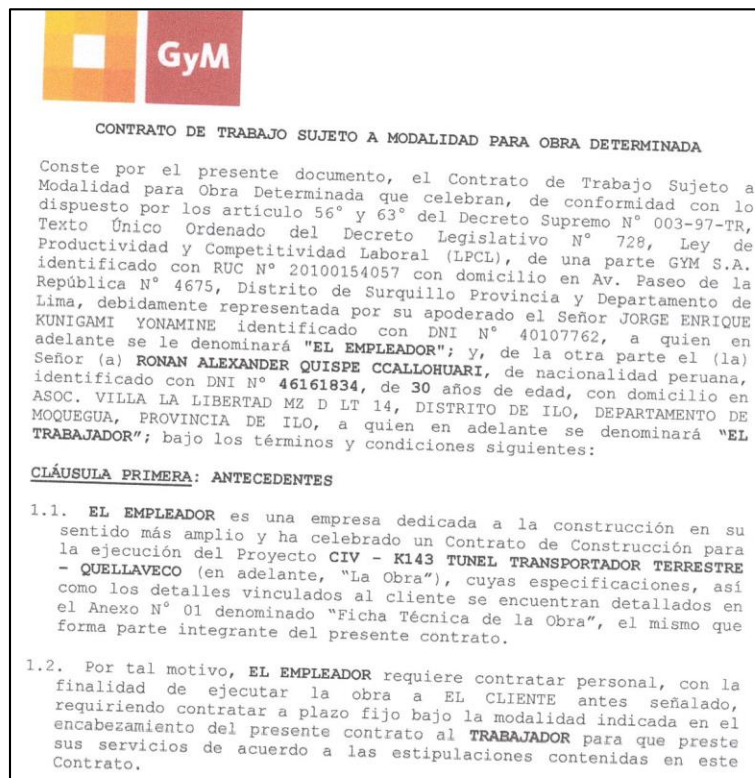 GyM
CONTRATO DE TRABAJO SUJETO A MODALIDAD PARA OBRA DETERMINADA
Conste por el presente documento, el Contrato de Trabajo Sujeto a
Modalidad para Obra Determinada que celebran, de conformidad con lo
dispuesto por los artículo 56° y 63° del Decreto Supremo N° 003-97-TR,
Texto Único Ordenado del Decreto Legislativo N° 728, Ley de
Productividad y Competitividad Laboral (LPCL), de una parte GYM S.A.
identificado con RUC N° 20100154057 con domicilio en Av. Paseo de la
República N° 4675, Distrito de Surquillo Provincia y Departamento de
Lima, debidamente representada por su apoderado el Señor JORGE ENRIQUE
KUNIGAMI YONAMINE identificado con DNI N° 40107762, a quien en
adelante se le denominará "EL EMPLEADOR"; y, de la otra parte el (la)
Señor (a) RONAN ALEXANDER QUISPE CCALLOHUARI, de nacionalidad peruana,
identificado con DNI N° 46161834, de 30 años de edad, con domicilio en
ASOC. VILLA LA LIBERTAD MZ D LT 14, DISTRITO DE ILO, DEPARTAMENTO DE
MOQUEGUA, PROVINCIA DE ILO, a quien en adelante se denominará "EL
TRABAJADOR"; bajo los términos y condiciones siguientes:
CLÁUSULA PRIMERA: ANTECEDENTES
1.1. EL EMPLEADOR es una empresa dedicada a la construcción en su
sentido más amplio y ha celebrado un Contrato de Construcción para
la ejecución del Proyecto CIV - K143 TUNEL TRANSPORTADOR TERRESTRE
- QUELLAVECO (en adelante, "La Obra"), cuyas especificaciones, así
como los detalles vinculados al cliente se encuentran detallados en
el Anexo N° 01 denominado "Ficha Técnica de la Obra", el mismo que
forma parte integrante del presente contrato.
1.2. Por tal motivo, EL EMPLEADOR requiere contratar personal, con la
finalidad de ejecutar la obra a EL CLIENTE antes señalado,
requiriendo contratar a plazo fijo bajo la modalidad indicada en el
encabezamiento del presente contrato al TRABAJADOR para que preste
sus servicios de acuerdo a las estipulaciones contenidas en este
Contrato.